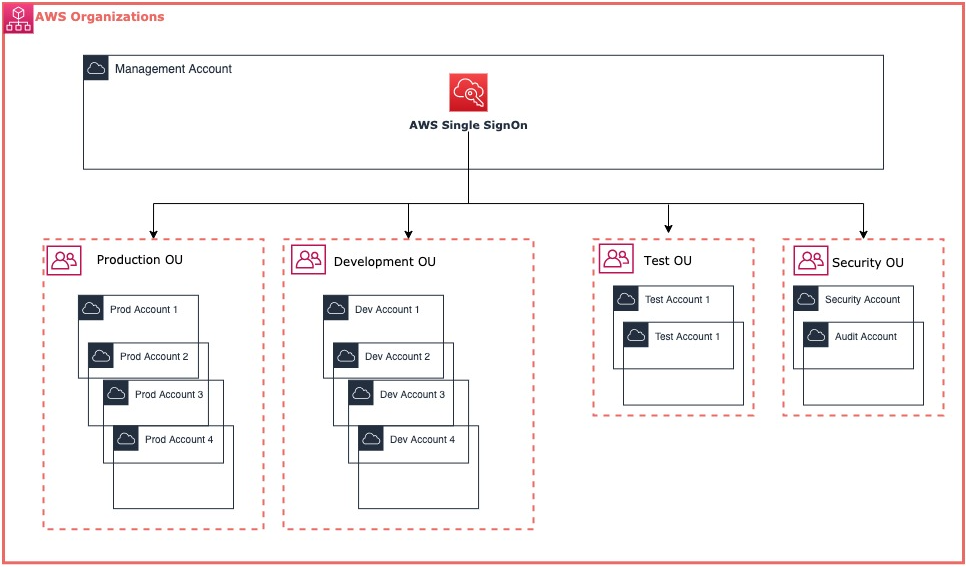 AWS Organizations
Management Account
AWS Single SignOn
Production OU
Prod Account 1
Prod Account 2
Prod Account 3
Prod Account 4
Development OU
Dev Account 1
Dev Account 2
Dev Account 3
Dev Account 4
Test OU
Test Account 1
Test Account 1
Security OU
Security Account
Audit Account